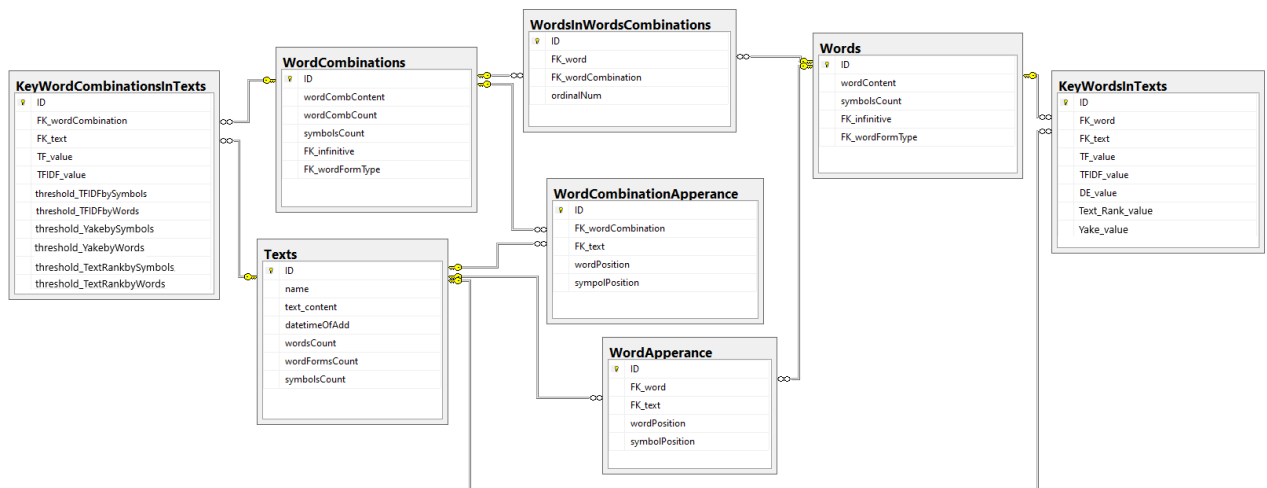 KeyWordCombinationsInTexts
ID
FK_wordCombination
FK_text
TF_value
TFIDF_value
threshold_TFIDFbySymbols
threshold_TFIDFbyWords
threshold_YakebySymbols
threshold_YakebyWords
threshold_TextRankbySymbols
threshold_TextRankbyWords
WordCombinations
ID
wordCombContent
wordCombCount
symbolsCount
FK_infinitive
FK_wordFormType
Texts
ID
name
text_content
datetimeOfAdd
wordsCount
wordFormsCount
symbolsCount
WordsInWordsCombinations
ID
FK_word
FK_wordCombination
ordinalNum
WordCombinationApperance
ID
FK_wordCombination
FK_text
wordPosition
sympolPosition
WordApperance
ID
FK_word
FK_text
wordPosition
symbolPosition
Words
ID
wordContent
symbolsCount
FK_infinitive
FK_wordFormType
KeyWordsInTexts
ID
FK_word
FK_text
TF_value
TFIDF_value
DE_value
Text_Rank_value
Yake_value